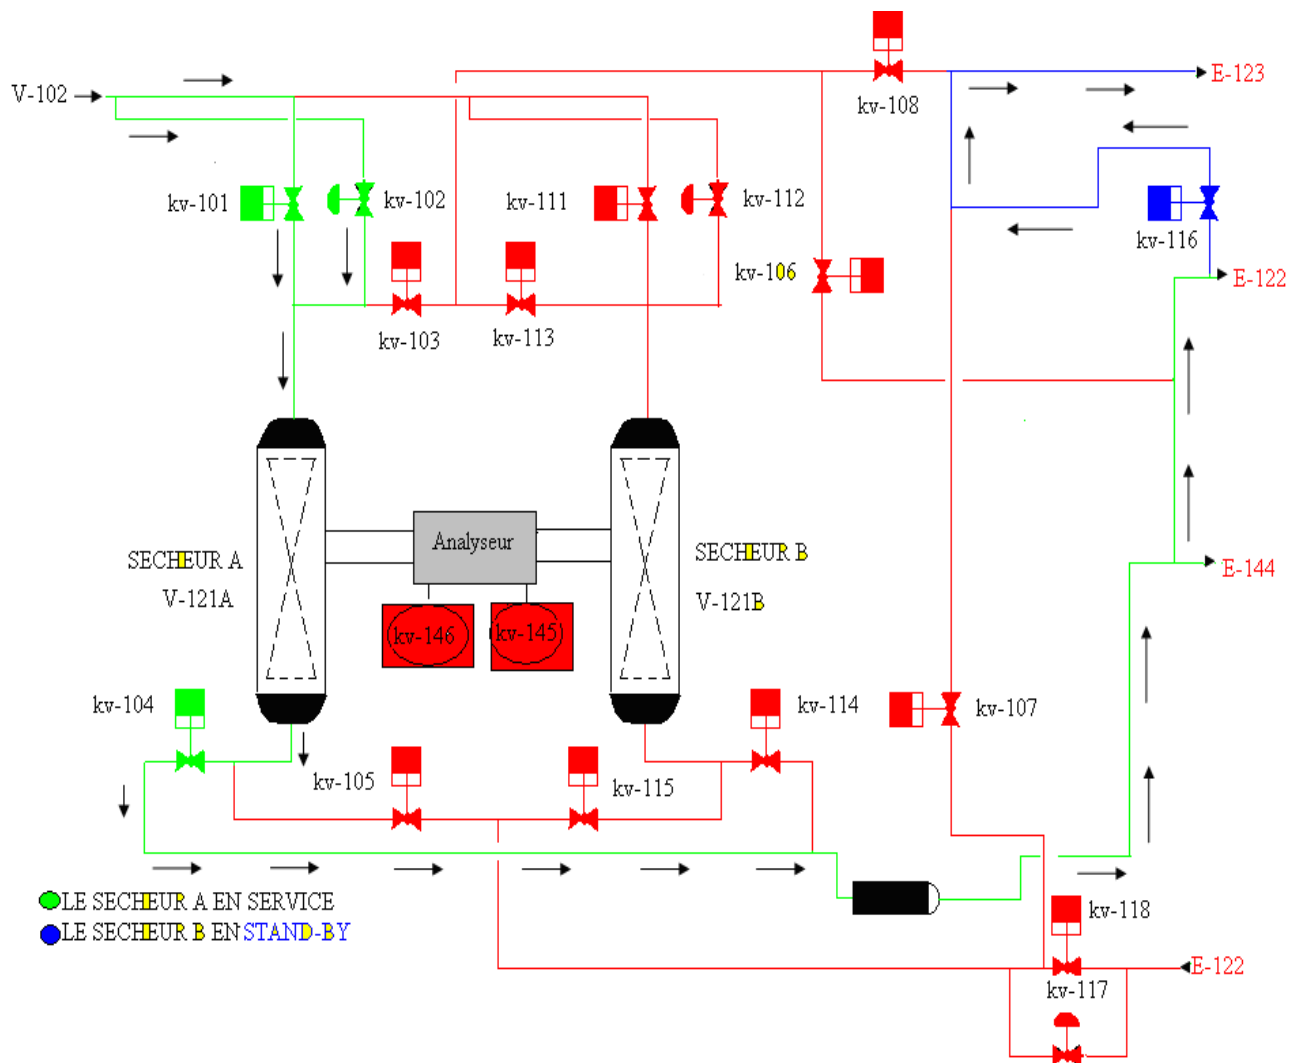 kv-108
E-123
V-102
kv-101
kv-102
kv-111
kv-112
kv-116
kv-106
E-122
kv-103
kv-113
Analyseur
SECHEUR A
V-121A
SECHEUR B
V-121B
E-144
kv-146
kv-145
kv-104
kv-114
kv-107
kv-105
kv-115
LE SECHEUR A EN SERVICE
LE SECHEUR B EN STAND-BY
kv-118
E-122
kv-117